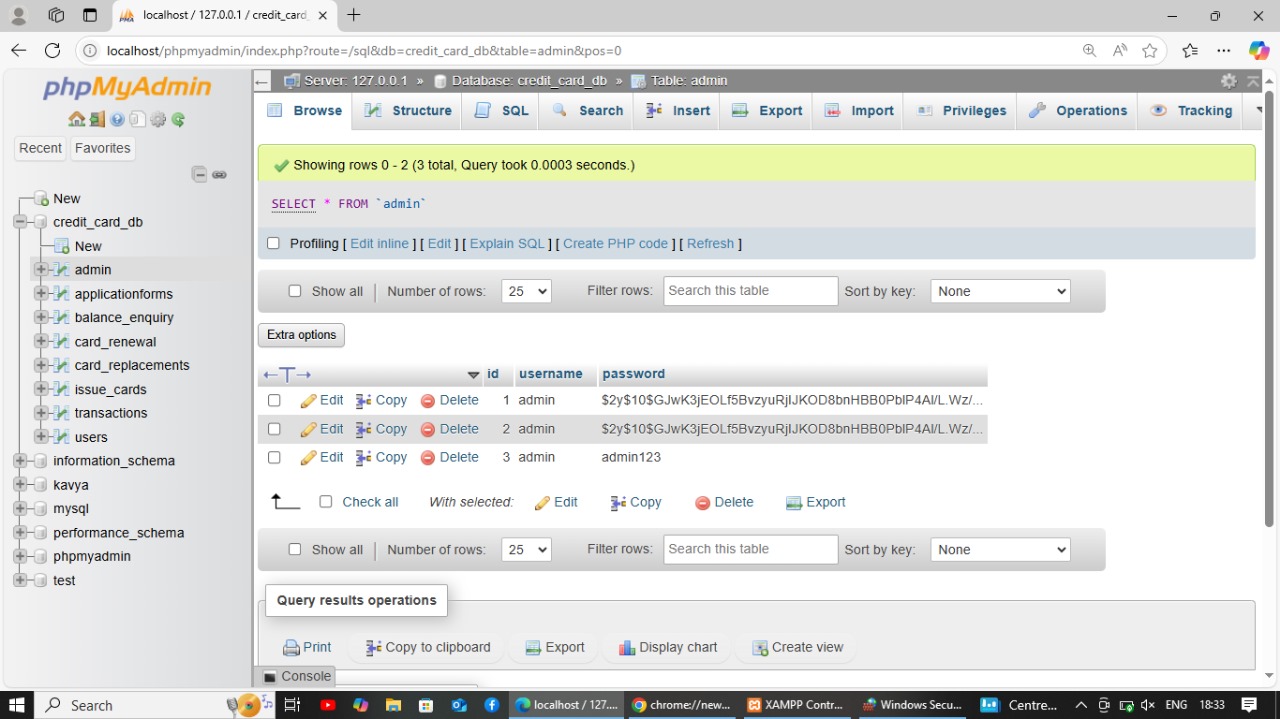 localhost / 127.0.0.1 / credit_card_
localhost/phpmyadmin/index.php?route=/sql&db=credit_card_db&table=admin&pos=0
phpMyAdmin
Recent Favorites
New
credit_card_db
New
admin
applicationforms
balance_enquiry
card_renewal
card_replacements
issue_cards
transactions
users
information_schema
kavya
mysql
performance_schema
phpmyadmin
test
Server: 127.0.0.1 » Database: credit_card_db » Table: admin
Browse Structure SQL Search Insert Export Import Privileges Operations Tracking
Showing rows 0 - 2 (3 total, Query took 0.0003 seconds.)
SELECT * FROM `admin`
Profiling [ Edit inline ] [ Edit ] [ Explain SQL ] [ Create PHP code ] [ Refresh ]
Show all | Number of rows: 25 Filter rows: Search this table Sort by key: None
Extra options
←T→ id username password
Edit Copy Delete 1 admin $2y$10$GJwK3jEOLf5BvzyuRjIJKOD8bnHBB0PblP4Al/L.Wz/...
Edit Copy Delete 2 admin $2y$10$GJwK3jEOLf5BvzyuRjIJKOD8bnHBB0PblP4Al/L.Wz/...
Edit Copy Delete 3 admin admin123
Check all With selected: Edit Copy Delete Export
Show all | Number of rows: 25 Filter rows: Search this table Sort by key: None
Query results operations
Print Copy to clipboard Export Display chart Create view
Console
Search localhost / 127.... chrome://new... XAMPP Contr... Windows Secu... Centre... ENG 18:33